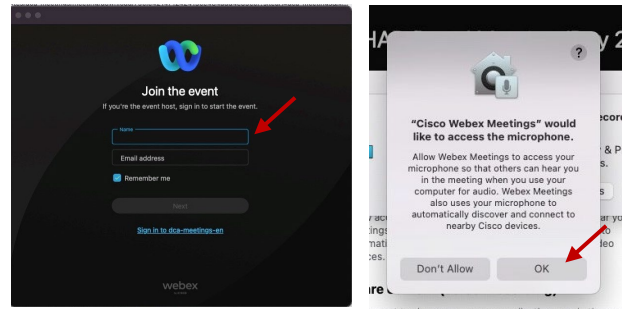 Join the event
If you're the event host, sign in to start the event.
Name
Email address
Remember me
Next
Sign in to dca-meetings-en
webex
?
"Cisco Webex Meetings" would
like to access the microphone.
Allow Webex Meetings to access your
microphone so that others can hear you
in the meeting when you use your
computer for audio. Webex Meetings
also uses your microphone to
automatically discover and connect to
nearby Cisco devices.
Don't Allow
OK